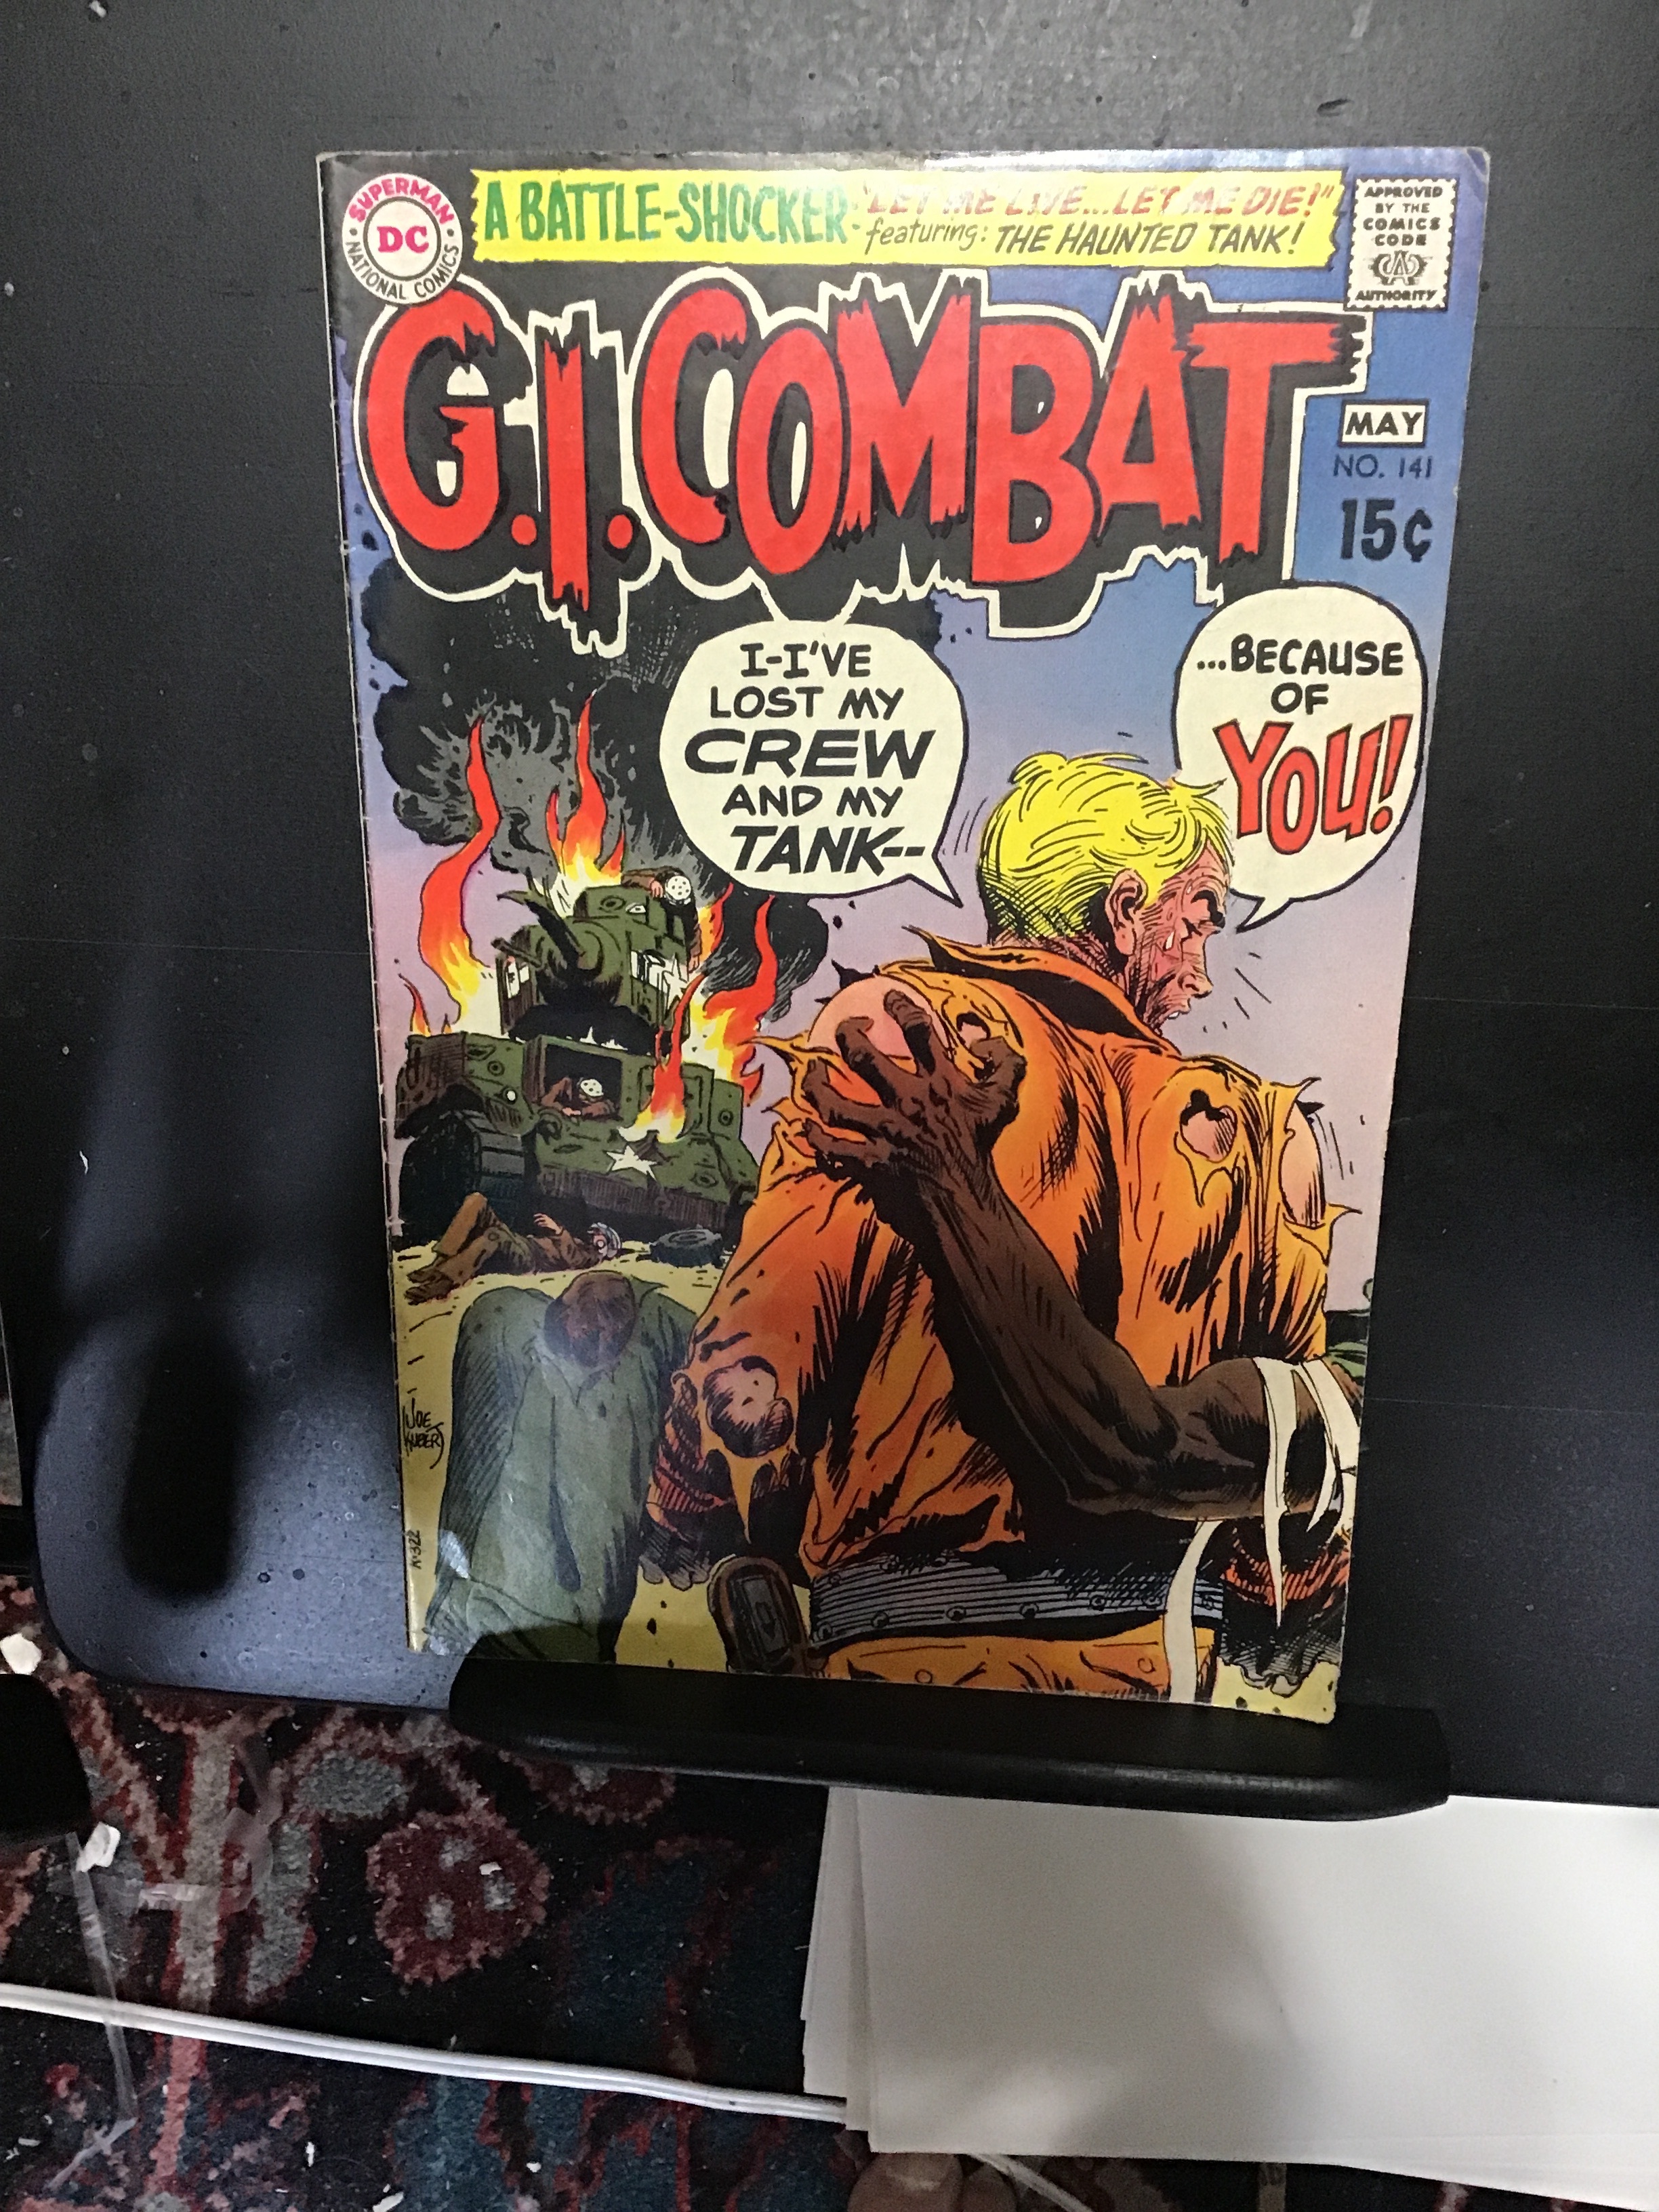 SUPERMAN
DC
NATIONAL COMICS
A BATTLE-SHOCKER: "LET ME LIVE...LET ME DIE!"
featuring: THE HAUNTED TANK!
APPROVED
BY THE
COMICS
CODE
CA
AUTHORITY
G.I. COMBAT
MAY
NO. 141
15¢
I-I'VE
LOST MY
CREW
AND MY
TANK--
...BECAUSE
OF
YOU!
JOE
KUBERT
K-322